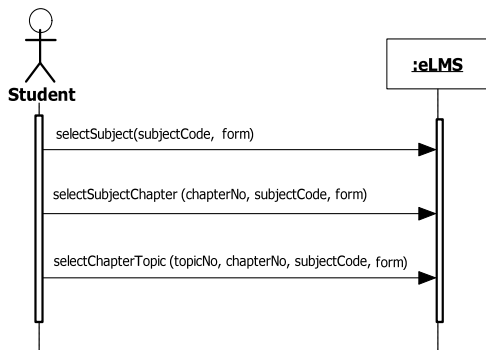 :eLMS
Student
selectSubject(subjectCode, form)
selectSubjectChapter (chapterNo, subjectCode, form)
selectChapterTopic (topicNo, chapterNo, subjectCode, form)